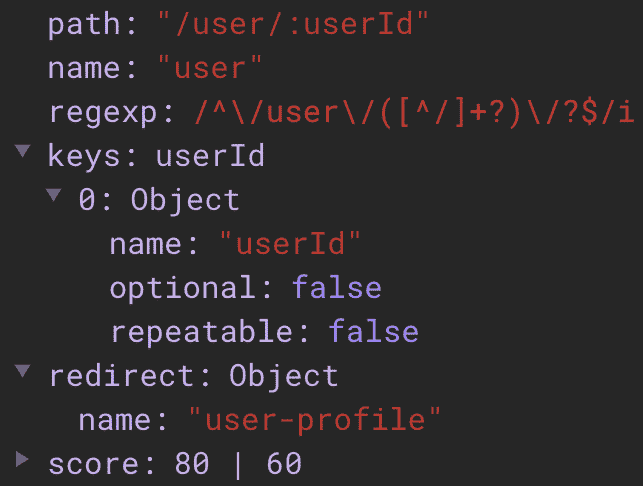 path: "/user/:userId"
name: "user"
regexp: /^\/user\/([^/]+?)\/?$/i
keys: userId
0: Object
name: "userId"
optional: false
repeatable: false
redirect: Object
name: "user-profile"
score: 80 | 60